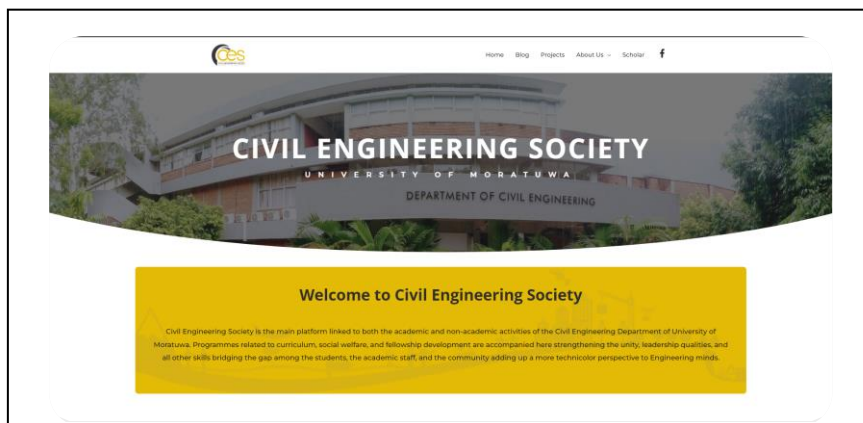 ces
Home Blog Projects About Us Scholar f
CIVIL ENGINEERING SOCIETY
UNIVERSITY OF MORATUWA
DEPARTMENT OF CIVIL ENGINEERING
Welcome to Civil Engineering Society
Civil Engineering Society is the main platform linked to both the academic and non-academic activities of the Civil Engineering Department of University of
Moratuwa. Programmes related to curriculum, social welfare, and fellowship development are accompanied here strengthening the unity, leadership qualities, and
all other skills bridging the gap among the students, the academic staff, and the community adding up a more technicolor perspective to Engineering minds.